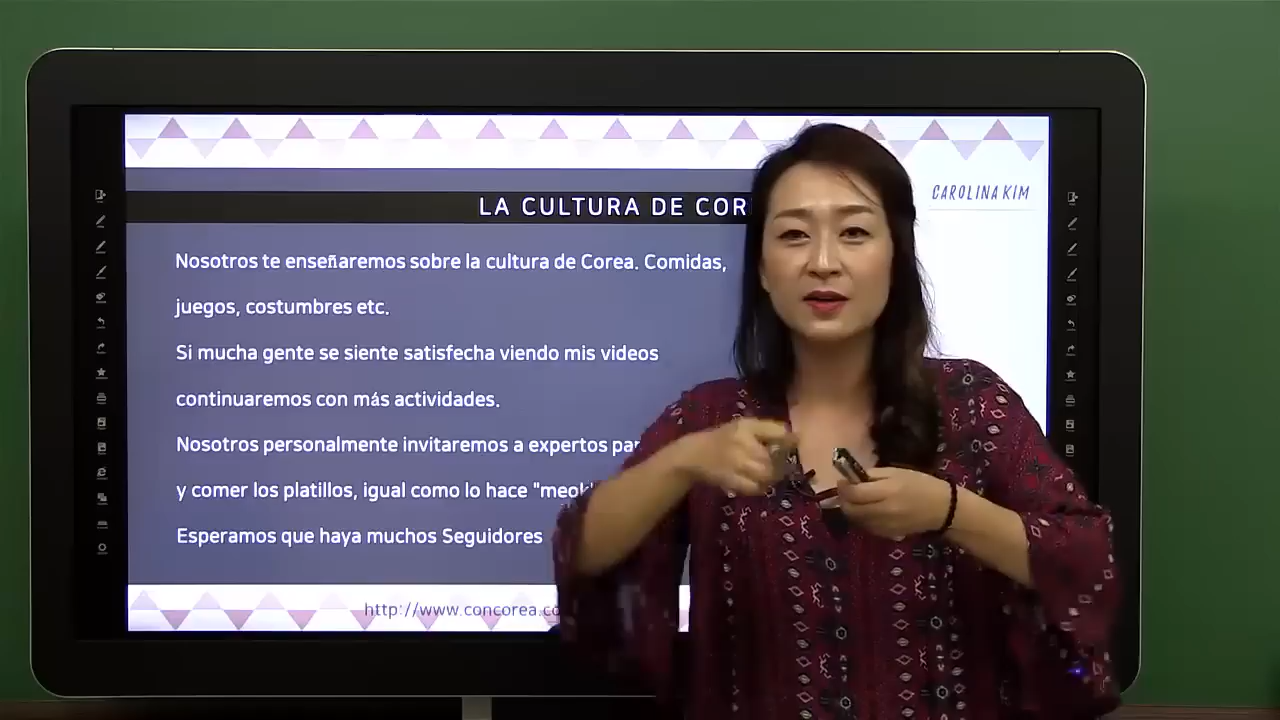 CAROLINA KIM
LA CULTURA DE
Nosotros te enseñaremos sobre la cultura de Corea. Comidas,
juegos, costumbres etc.
Si mucha gente se siente satisfecha viendo mis videos
continuaremos con más actividades.
Nosotros personalmente invitaremos a expertos
y comer los platillos, igual como lo hace
Esperamos que haya muchos Seguidores
http://www.concorea.co